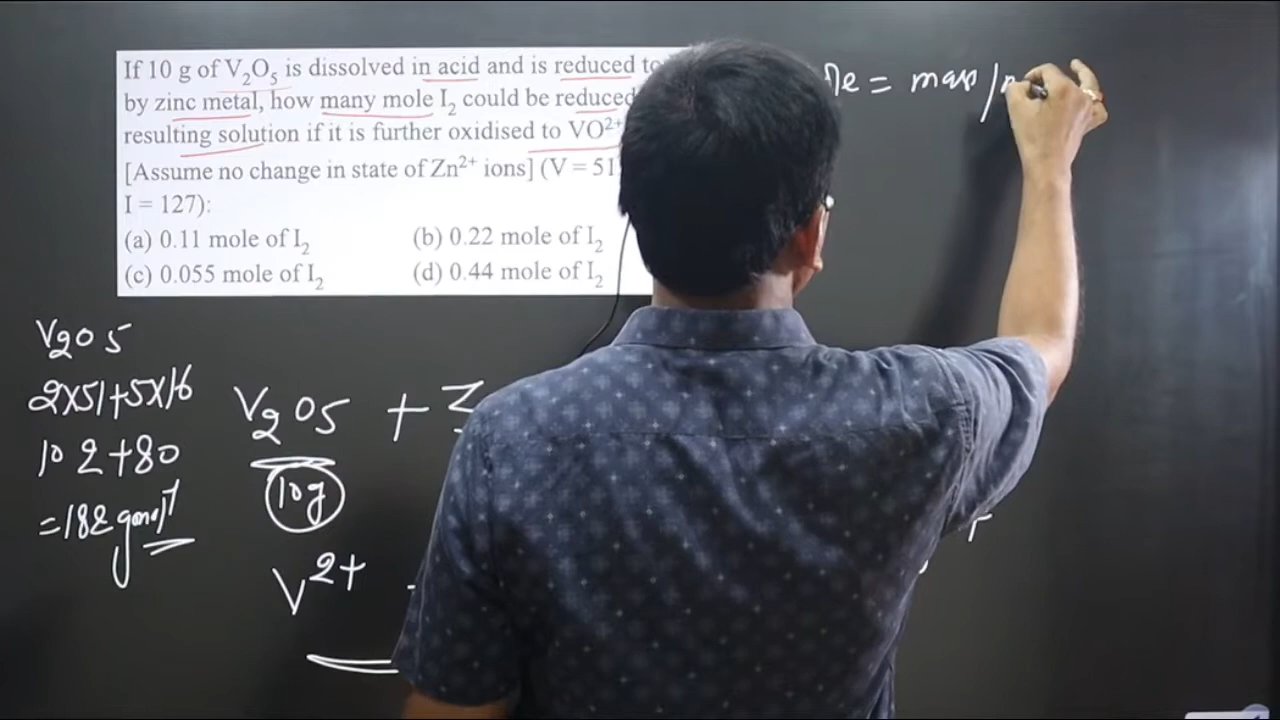 If 10 g of V₂O₅ is dissolved in acid and is reduced to
by zinc metal, how many mole I₂ could be reduced
resulting solution if it is further oxidised to VO²⁺
[Assume no change in state of Zn²⁺ ions] (V = 51
I = 127):
(a) 0.11 mole of I₂ (b) 0.22 mole of I₂
(c) 0.055 mole of I₂ (d) 0.44 mole of I₂
ne = mass /
V₂O₅
2×51+5×16
102+80
=182
V₂O₅ +
10g
V²⁺